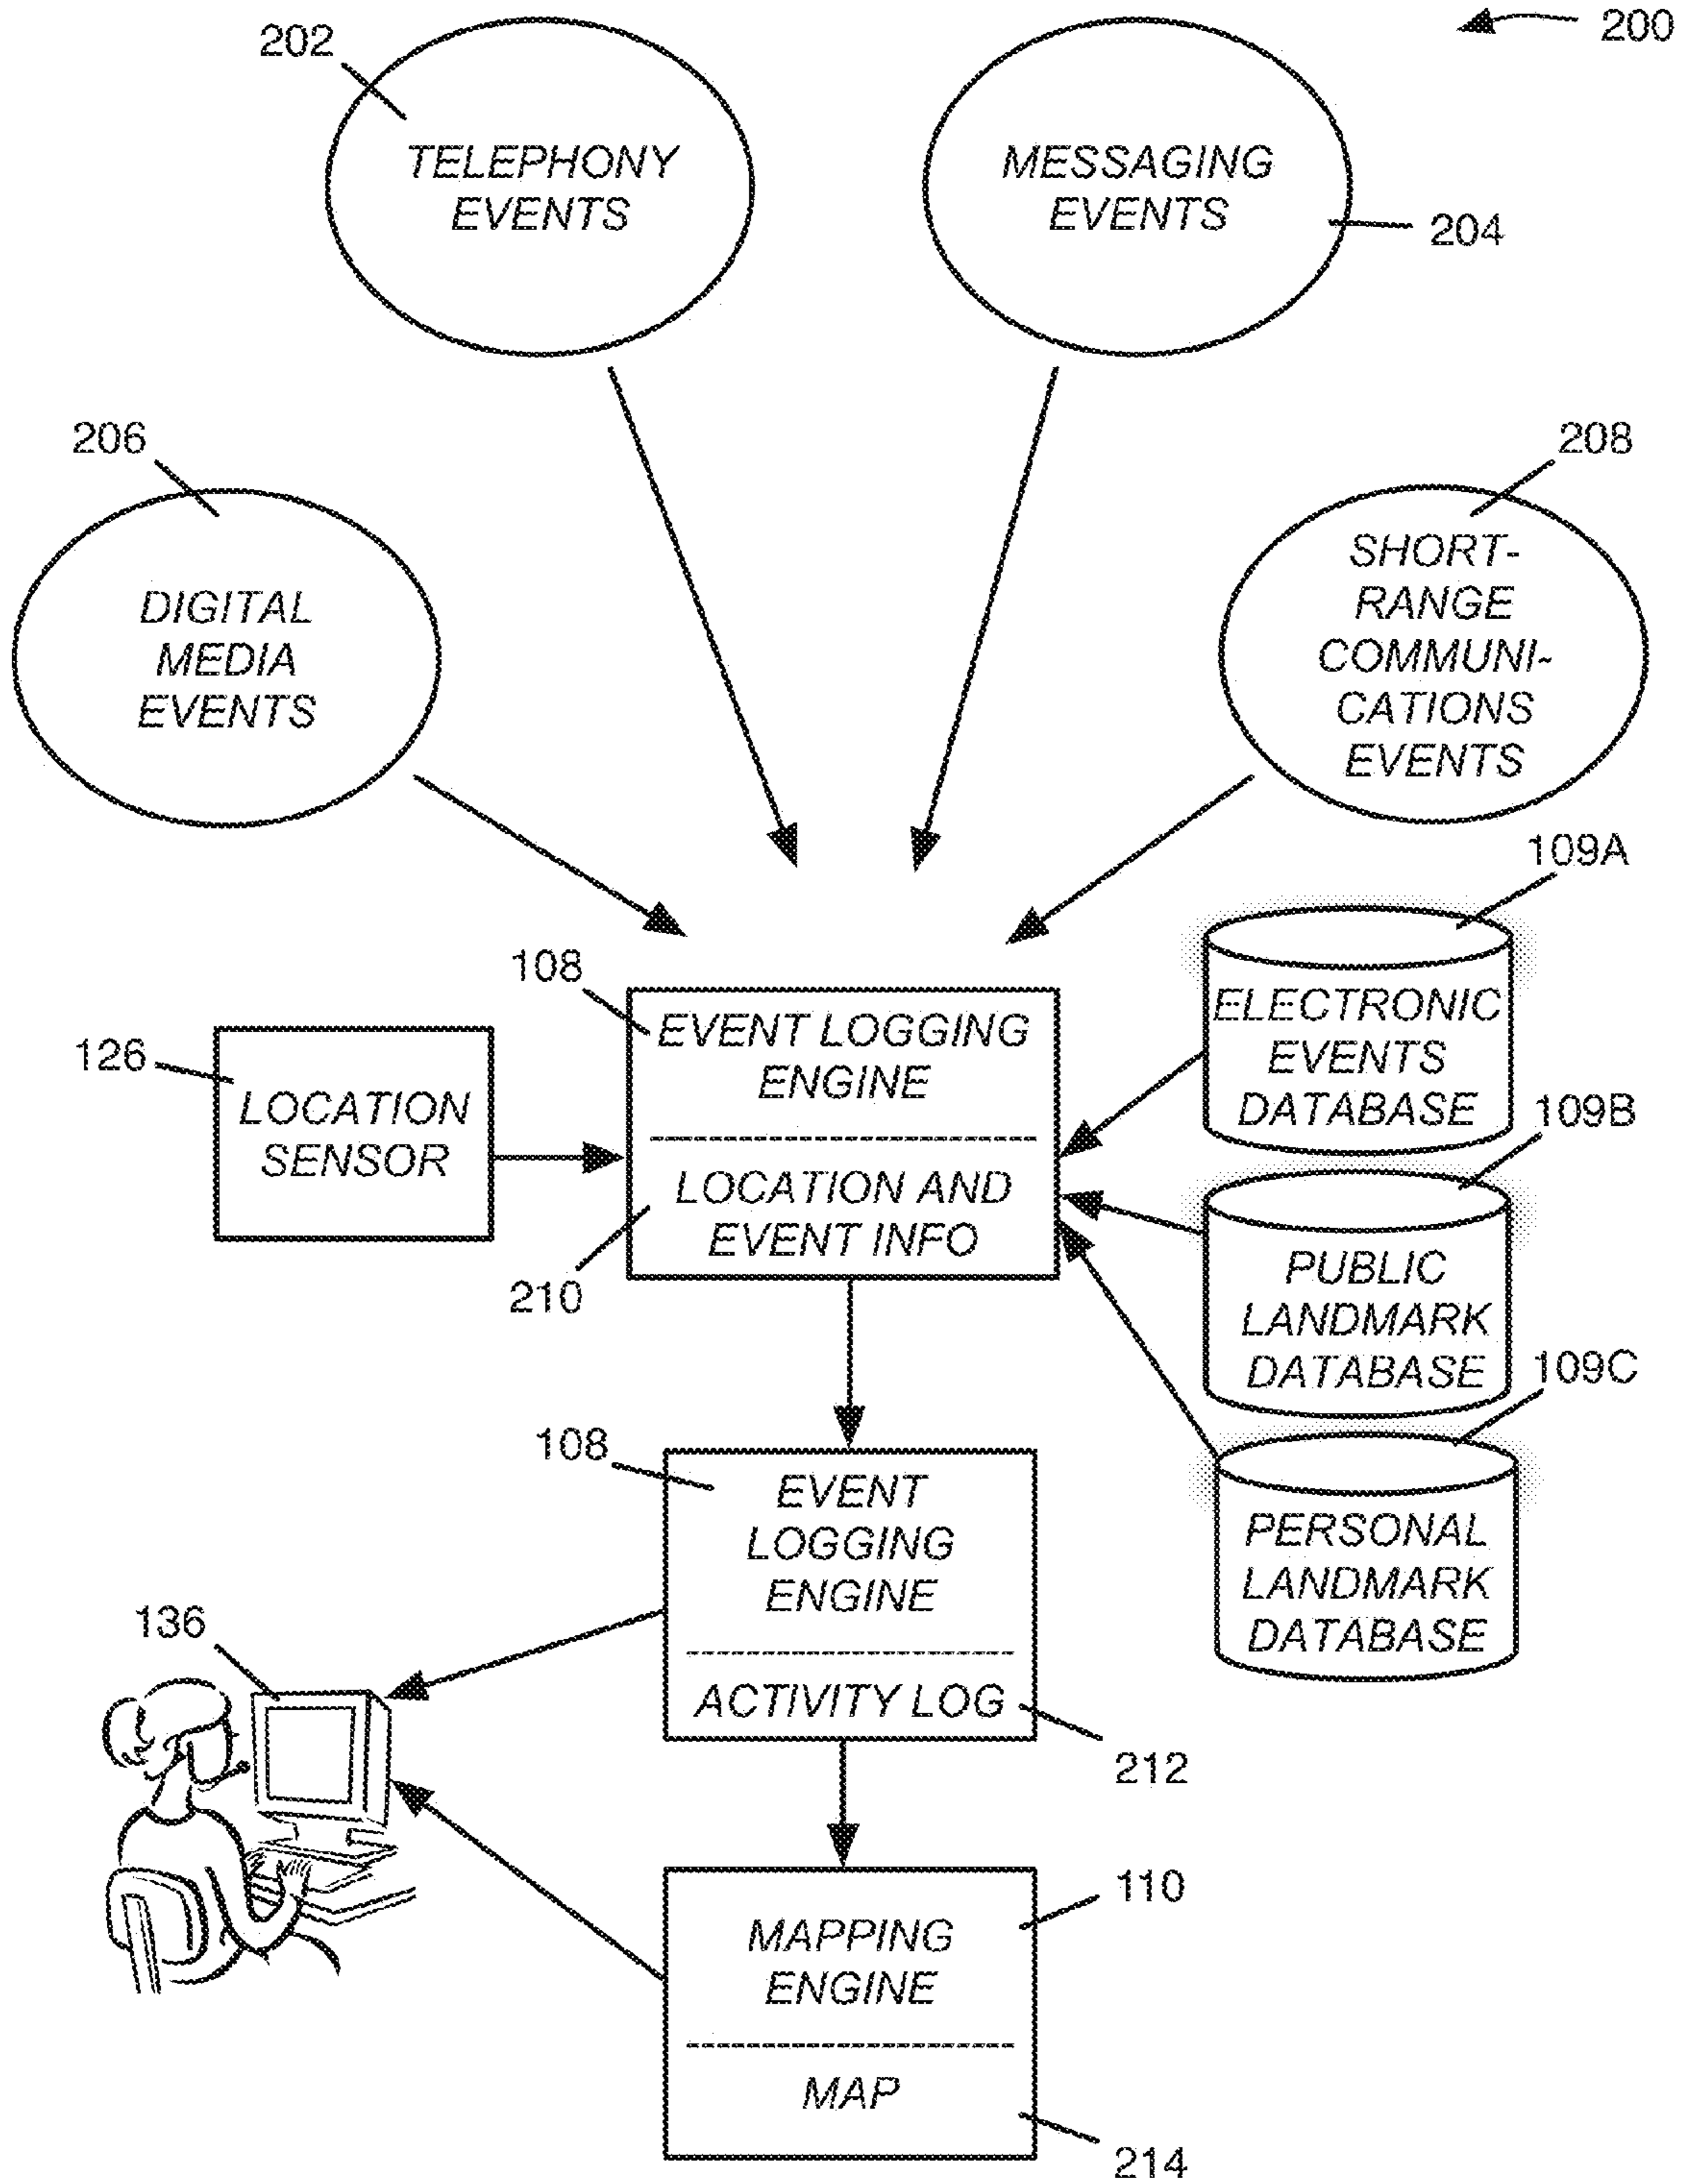 200
202
TELEPHONY
EVENTS
MESSAGING
EVENTS
204
206
DIGITAL
MEDIA
EVENTS
208
SHORT-
RANGE
COMMUNI-
CATIONS
EVENTS
109A
ELECTRONIC
EVENTS
DATABASE
108
EVENT LOGGING
ENGINE
LOCATION AND
EVENT INFO
210
126
LOCATION
SENSOR
109B
PUBLIC
LANDMARK
DATABASE
109C
PERSONAL
LANDMARK
DATABASE
108
EVENT
LOGGING
ENGINE
ACTIVITY LOG
212
136
110
MAPPING
ENGINE
MAP
214